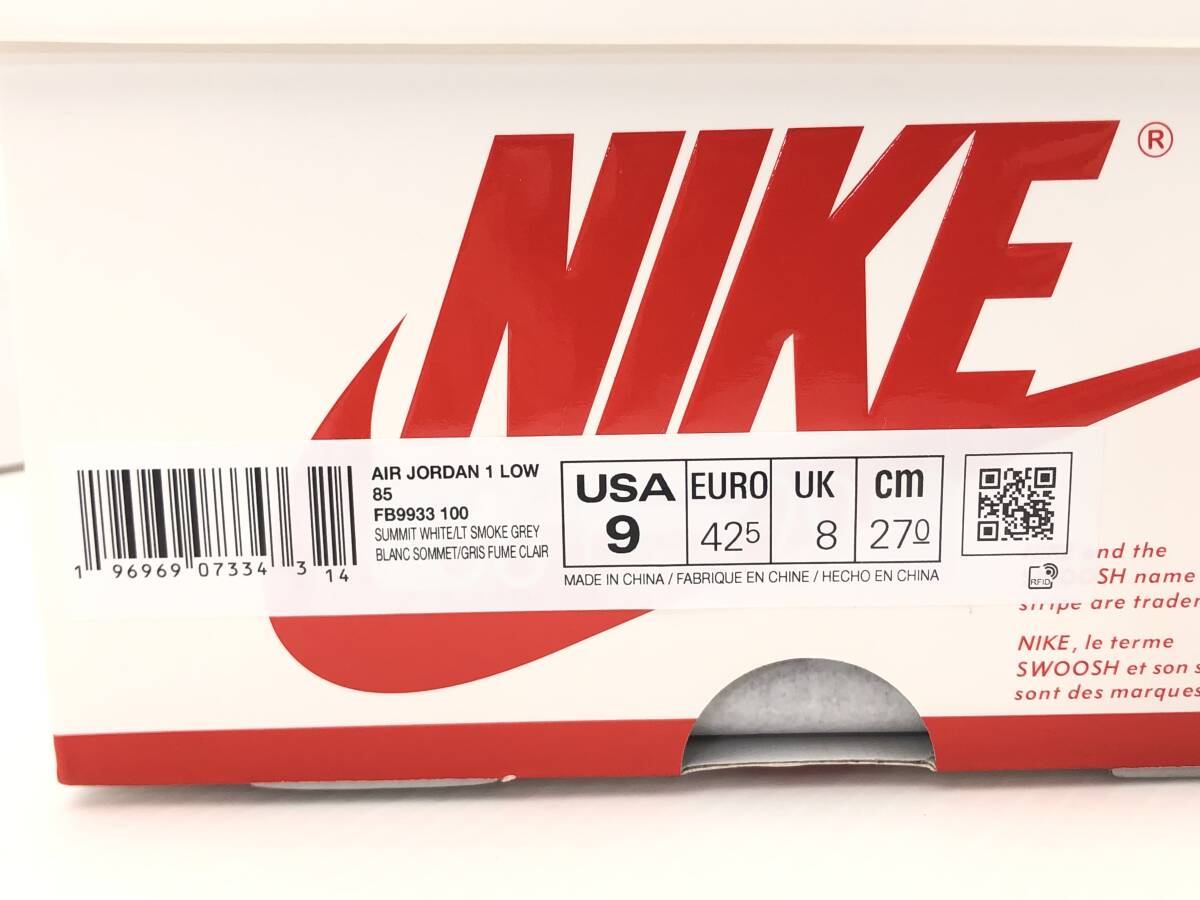 NIKE®
AIR JORDAN 1 LOW
85
FB9933 100
SUMMIT WHITE/LT SMOKE GREY
BLANC SOMMET/GRIS FUME CLAIR
1 96969 07334 3 14
USA EURO UK cm
9 425 8 270
MADE IN CHINA / FABRIQUE EN CHINE / HECHO EN CHINA
RFID
nd the
SH name
stripe are trader
NIKE, le terme
SWOOSH et son s
sont des marques